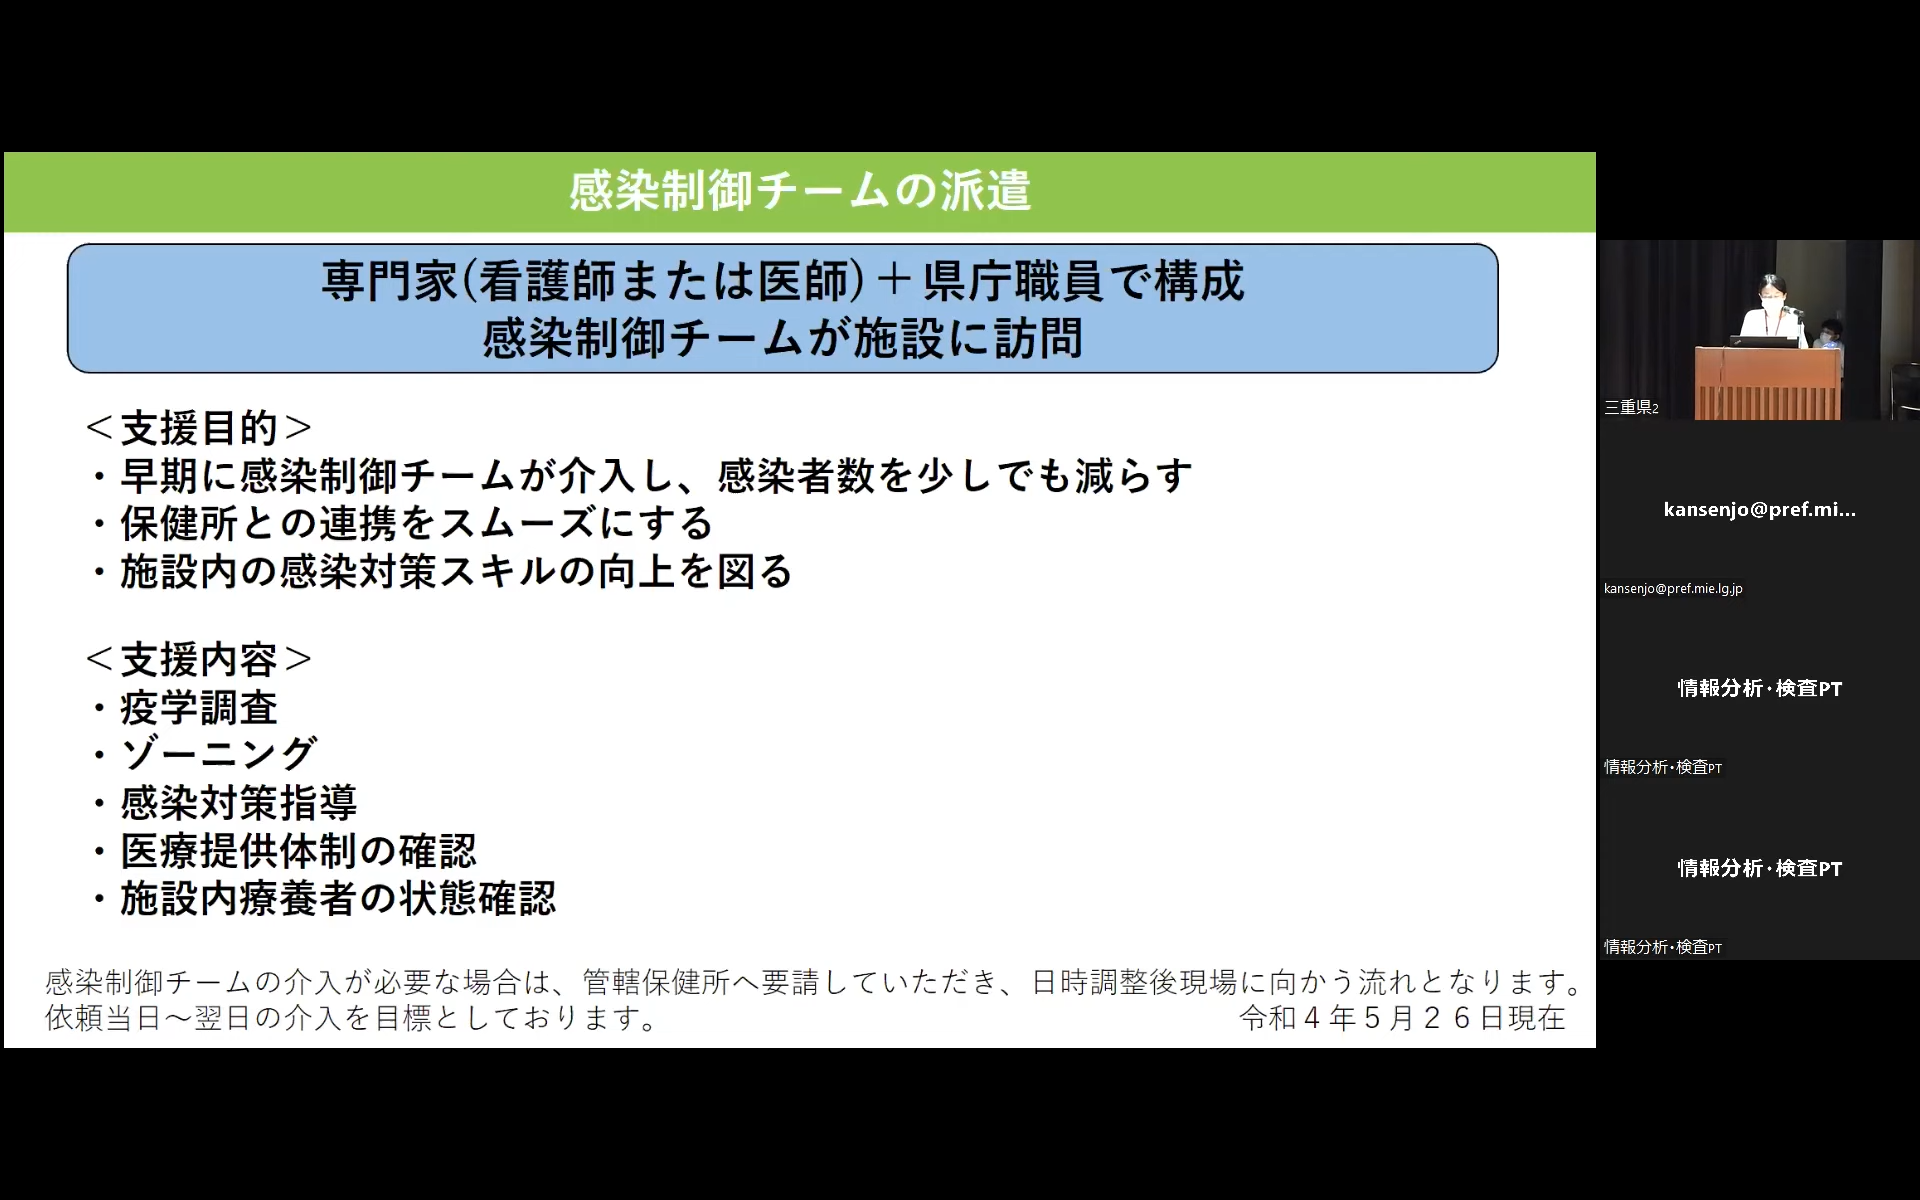 感染制御チームの派遣
専門家(看護師または医師)＋県庁職員で構成
感染制御チームが施設に訪問
＜支援目的＞
・早期に感染制御チームが介入し、感染者数を少しでも減らす
・保健所との連携をスムーズにする
・施設内の感染対策スキルの向上を図る
＜支援内容＞
・疫学調査
・ゾーニング
・感染対策指導
・医療提供体制の確認
・施設内療養者の状態確認
感染制御チームの介入が必要な場合は、管轄保健所へ要請していただき、日時調整後現場に向かう流れとなります。
依頼当日～翌日の介入を目標としております。
令和４年５月２６日現在
三重県2
kansenjo@pref.mi...
kansenjo@pref.mie.lg.jp
情報分析・検査PT
情報分析・検査PT
情報分析・検査PT
情報分析・検査PT